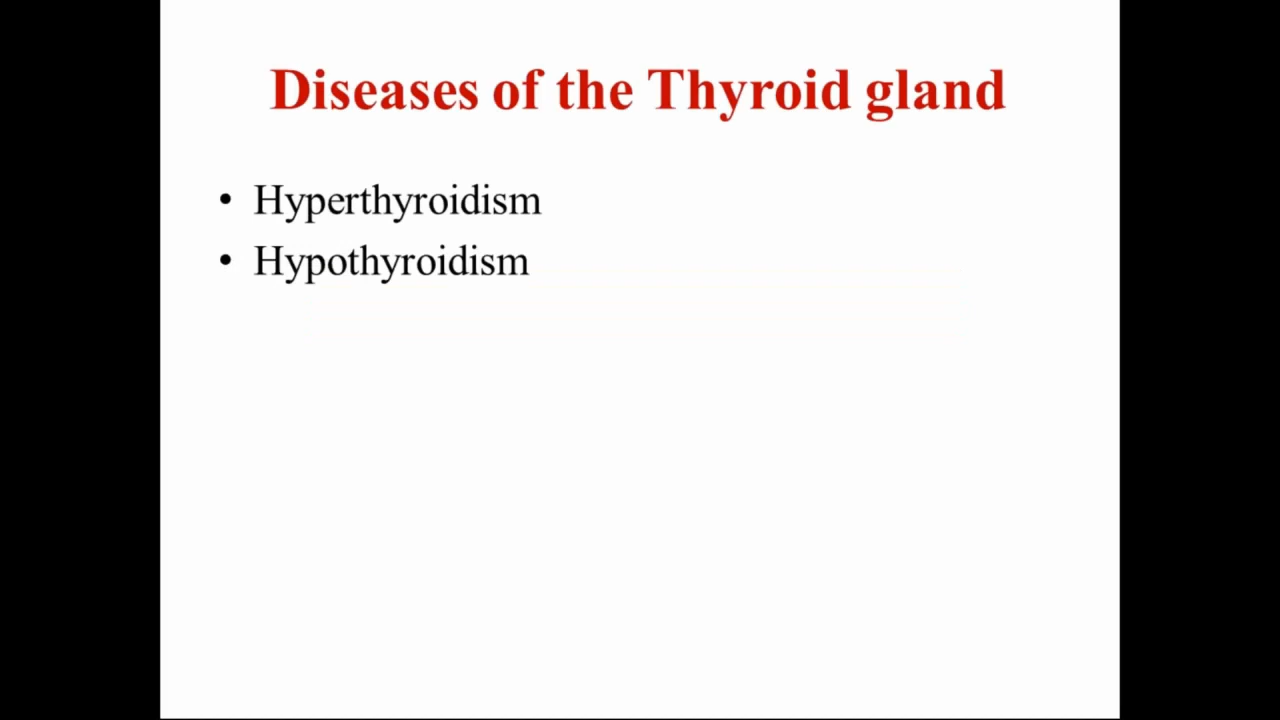 Diseases of the Thyroid gland
• Hyperthyroidism
• Hypothyroidism